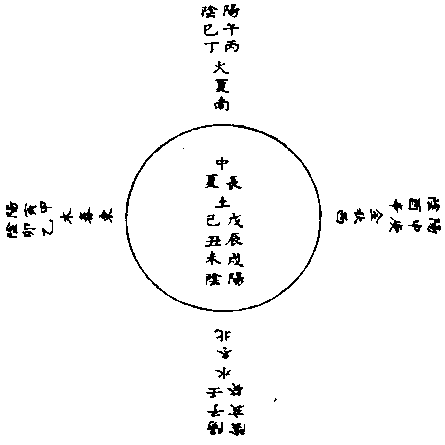 陽午丙
陰巳丁
火夏南
陽寅甲
陰卯乙
木春東
中
長夏
土
戊辰戌陽
己丑未陰
陽申庚
陰酉辛
金秋西
北冬水
壬子陽
癸亥陰